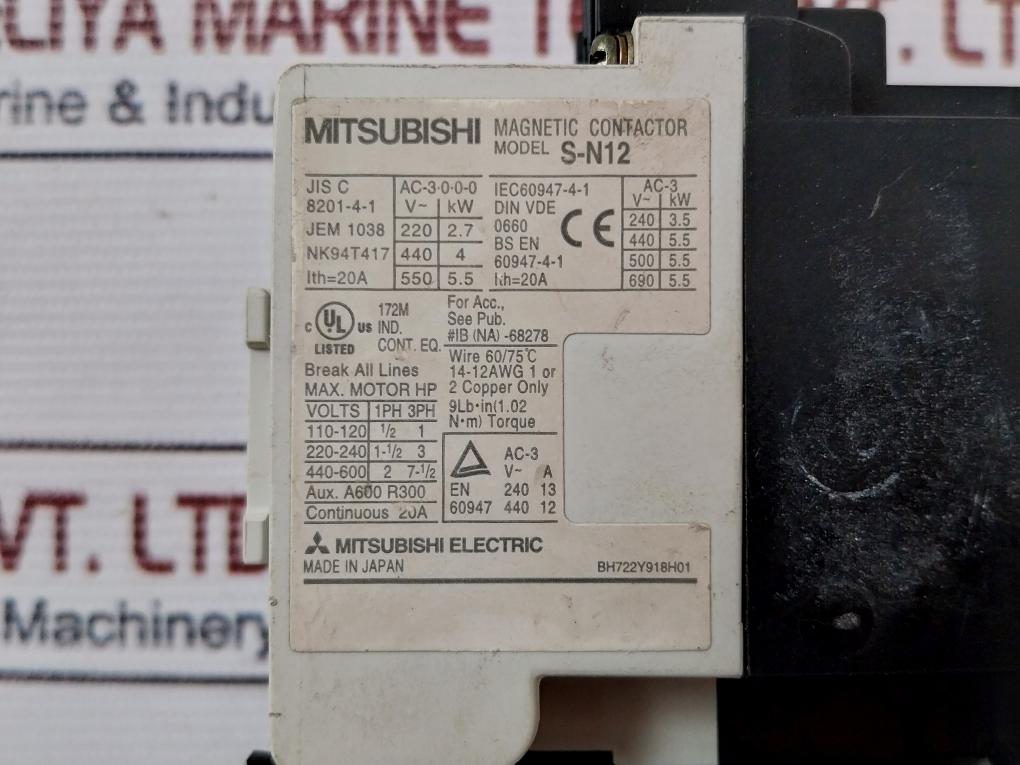 LIYA MARINE
rine & Indu
MITSUBISHI
MAGNETIC CONTACTOR
MODEL S-N12
JIS C
8201-4-1
JEM 1038
NK94T417
Ith=20A
AC-3·0·0-0
V~ kW
220 2.7
440 4
550 5.5
IEC60947-4-1
DIN VDE
0660
BS EN
60947-4-1
Ith=20A
CE
AC-3
V~ kW
240 3.5
440 5.5
500 5.5
690 5.5
C UL US
LISTED
172M
IND.
CONT. EQ.
For Acc.,
See Pub.
#IB (NA) -68278
Break All Lines
MAX. MOTOR HP
VOLTS 1PH 3PH
110-120 1/2 1
220-240 1-1/2 3
440-600 2 7-1/2
Aux. A600 R300
Continuous 20A
Wire 60/75°C
14-12AWG 1 or
2 Copper Only
9Lb·in(1.02
N·m) Torque
AC-3
V~ A
EN 240 13
60947 440 12
MITSUBISHI ELECTRIC
MADE IN JAPAN
BH722Y918H01
VT. LTD
Machinery